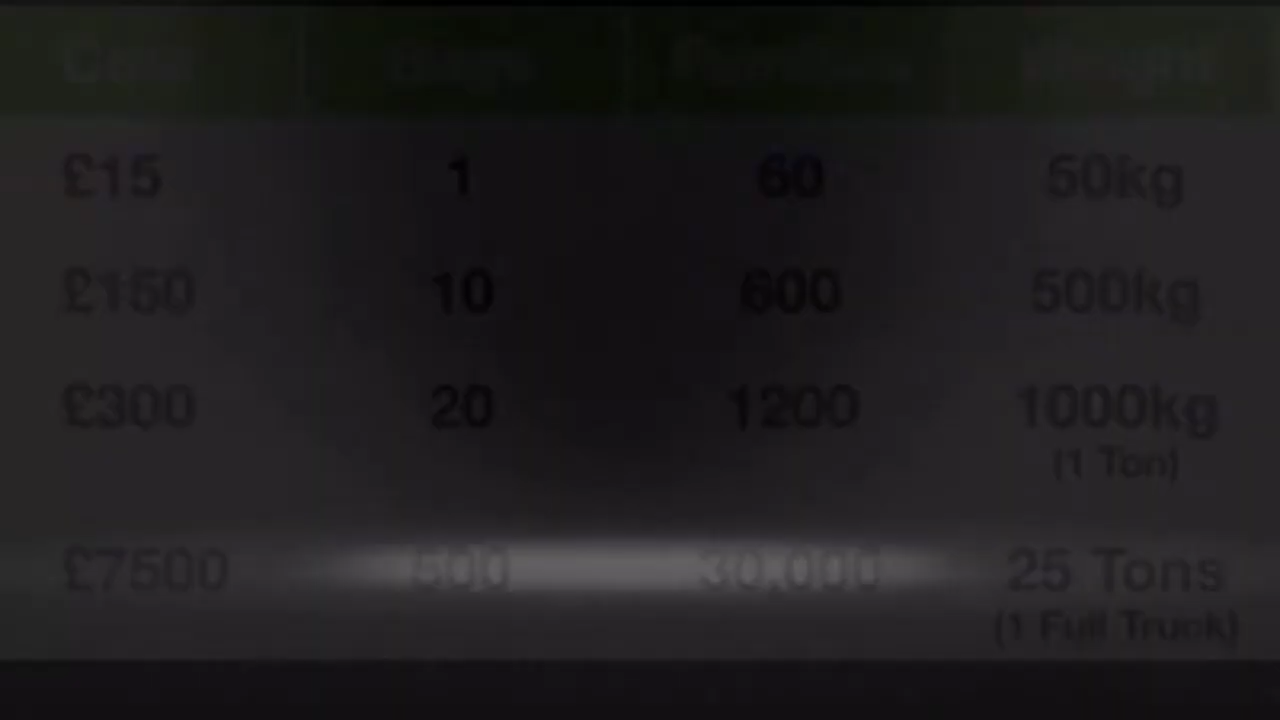 £15 1 60 50kg
£150 10 600 500kg
£300 20 1200 1000kg
(1 Ton)
£7500 500 30,000 25 Tons
(1 Full Trunk)